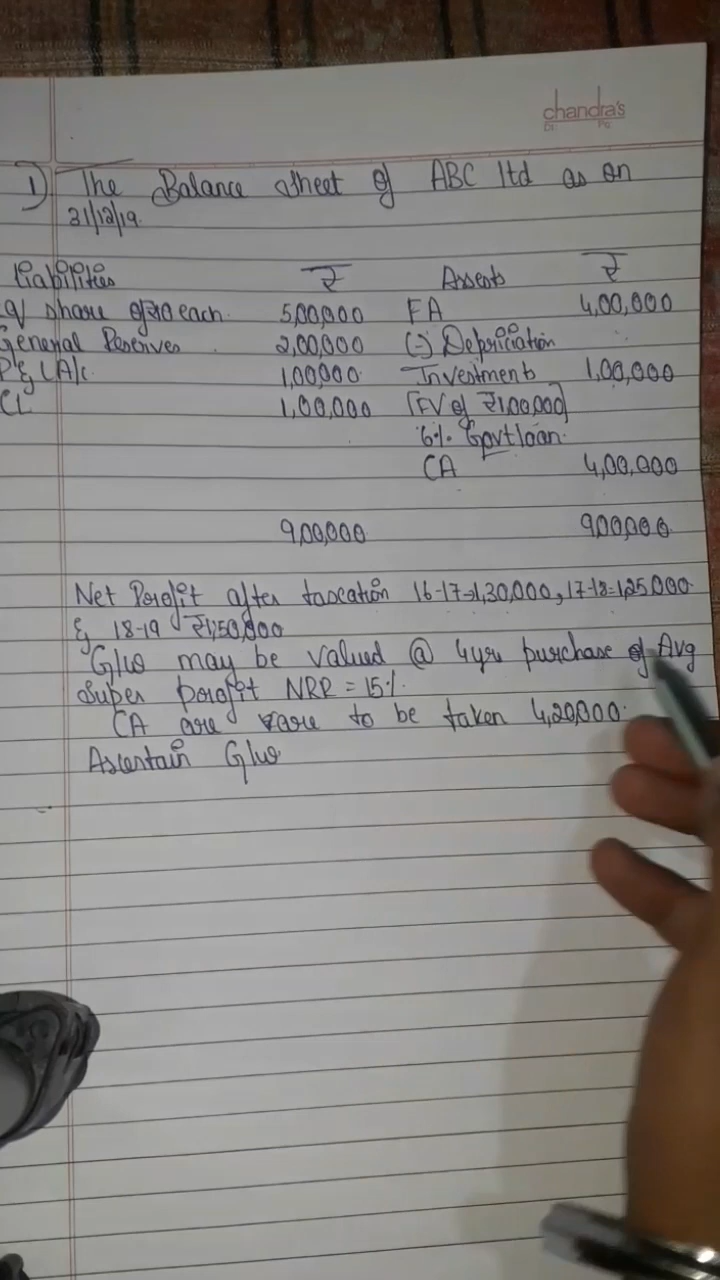 chandra's
1) The Balance Sheet of ABC ltd as on
31/12/19.
Liabilities ₹ Assests ₹
q/ share of each. 5,00,000 FA 4,00,000
General Reserves 2,00,000 (-) Depriciation
P & L A/c 1,00,000 Investment 1,00,000
CL 1,00,000 [FV of ₹1,00,000]
6% Govt loan.
CA 4,00,000
9,00,000 9,00,000
Net Profit after taxation 16-17=1,30,000, 17-18=1,25,000
& 18-19 ₹1,50,000
G/w may be valued @ 4yrs purchase of Avg
Super profit NRR = 15%.
CA are to be taken 4,20,000.
Ascentain G/w